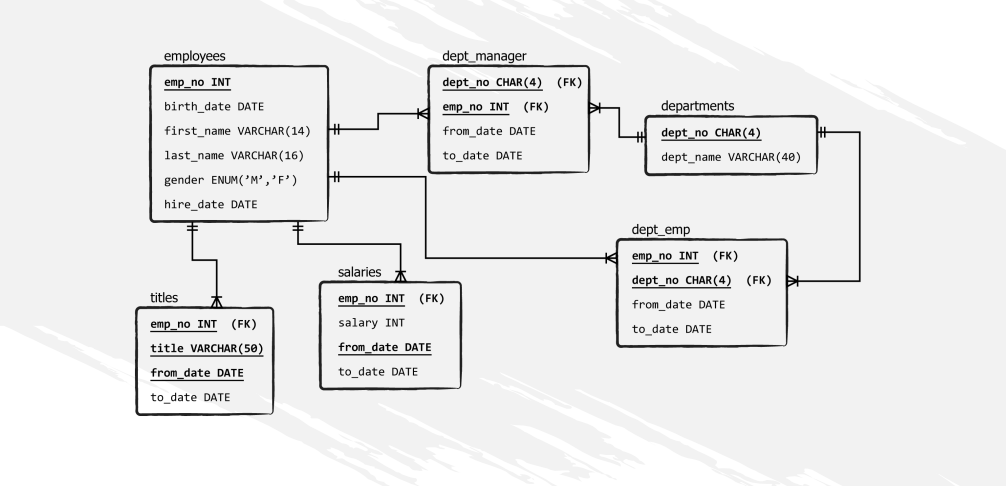 employees
emp_no INT
birth_date DATE
first_name VARCHAR(14)
last_name VARCHAR(16)
gender ENUM(’M’,’F’)
hire_date DATE
dept_manager
dept_no CHAR(4) (FK)
emp_no INT (FK)
from_date DATE
to_date DATE
departments
dept_no CHAR(4)
dept_name VARCHAR(40)
dept_emp
emp_no INT (FK)
dept_no CHAR(4) (FK)
from_date DATE
to_date DATE
salaries
emp_no INT (FK)
salary INT
from_date DATE
to_date DATE
titles
emp_no INT (FK)
title VARCHAR(50)
from_date DATE
to_date DATE